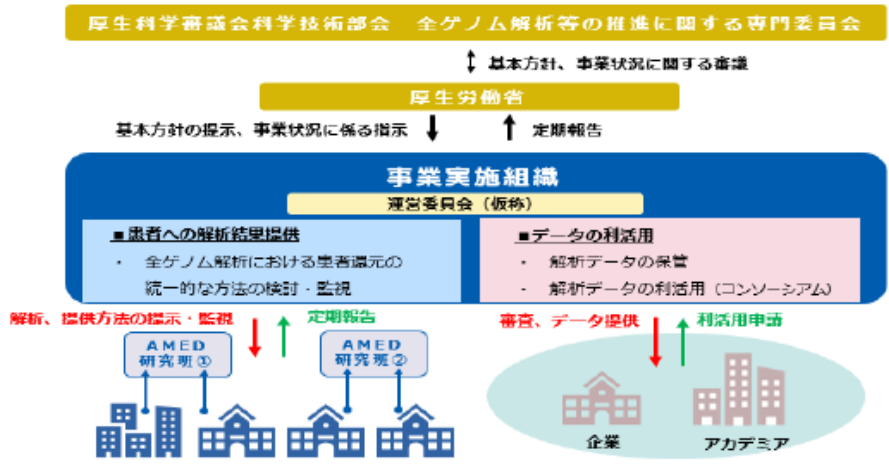 厚生科学審議会科学技術部会　全ゲノム解析等の推進に関する専門委員会
基本方針、事業状況に関する審議
厚生労働省
基本方針の提示、事業状況に係る指示
定期報告
事業実施組織
運営委員会（仮称）
■患者への解析結果提供
・　全ゲノム解析における患者還元の
統一的な方法の検討・監視
■データの利活用
・　解析データの保管
・　解析データの利活用（コンソーシアム）
解析、提供方法の提示・監視
定期報告
審査、データ提供
利活用申請
AMED
研究班①
AMED
研究班②
企業
アカデミア